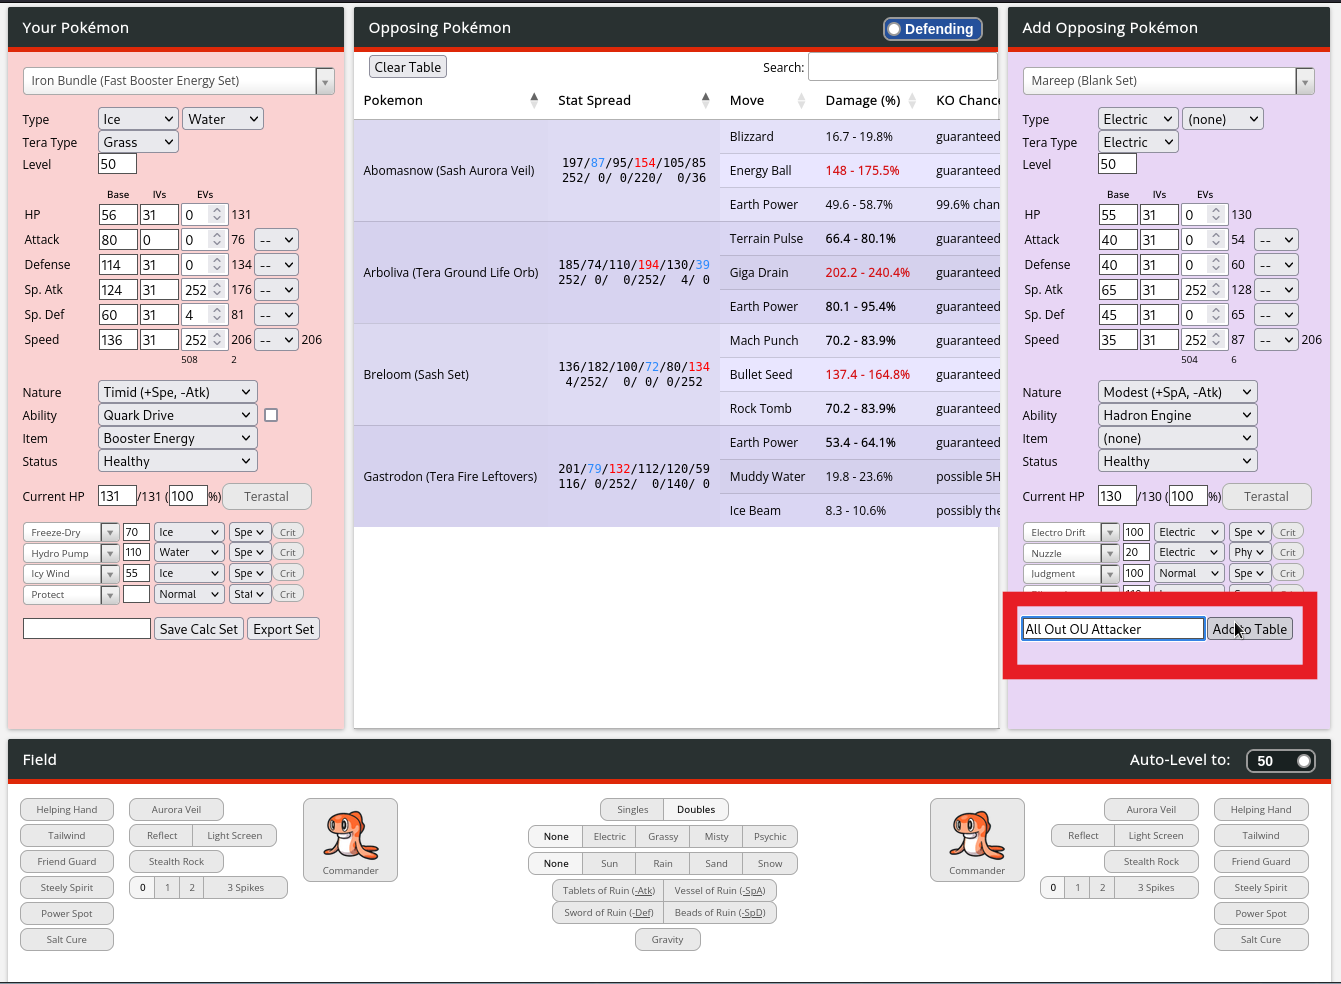 Your Pokémon
Iron Bundle (Fast Booster Energy Set)
Type Ice Water
Tera Type Grass
Level 50
Base IVs EVs
HP 56 31 0 131
Attack 80 0 0 76 --
Defense 114 31 0 134 --
Sp. Atk 124 31 252 176 --
Sp. Def 60 31 4 81 --
Speed 136 31 252 206 -- 206
508 2
Nature Timid (+Spe, -Atk)
Ability Quark Drive
Item Booster Energy
Status Healthy
Current HP 131 /131 ( 100 %) Terastal
Freeze-Dry 70 Ice Spe Crit
Hydro Pump 110 Water Spe Crit
Icy Wind 55 Ice Spe Crit
Protect Normal Stat Crit
Save Calc Set Export Set
Opposing Pokémon Defending
Clear Table Search:
Pokemon Stat Spread Move Damage (%) KO Chance
Abomasnow (Sash Aurora Veil)
197/87/95/154/105/85
252/ 0/ 0/220/ 0/36
Blizzard 16.7 - 19.8% guaranteed
Energy Ball 148 - 175.5% guaranteed
Earth Power 49.6 - 58.7% 99.6% chan
Arboliva (Tera Ground Life Orb)
185/74/110/194/130/39
252/ 0/ 0/252/ 4/ 0
Terrain Pulse 66.4 - 80.1% guaranteed
Giga Drain 202.2 - 240.4% guaranteed
Earth Power 80.1 - 95.4% guaranteed
Breloom (Sash Set)
136/182/100/72/80/134
4/252/ 0/ 0/ 0/252
Mach Punch 70.2 - 83.9% guaranteed
Bullet Seed 137.4 - 164.8% guaranteed
Rock Tomb 70.2 - 83.9% guaranteed
Gastrodon (Tera Fire Leftovers)
201/79/132/112/120/59
116/ 0/252/ 0/140/ 0
Earth Power 53.4 - 64.1% guaranteed
Muddy Water 19.8 - 23.6% possible 5H
Ice Beam 8.3 - 10.6% possibly the
Add Opposing Pokémon
Mareep (Blank Set)
Type Electric (none)
Tera Type Electric
Level 50
Base IVs EVs
HP 55 31 0 130
Attack 40 31 0 54 --
Defense 40 31 0 60 --
Sp. Atk 65 31 252 128 --
Sp. Def 45 31 0 65 --
Speed 35 31 252 87 -- 206
504 6
Nature Modest (+SpA, -Atk)
Ability Hadron Engine
Item (none)
Status Healthy
Current HP 130 /130 ( 100 %) Terastal
Electro Drift 100 Electric Spe Crit
Nuzzle 20 Electric Phy Crit
Judgment 100 Normal Spe Crit
All Out OU Attacker Add to Table
Field Auto-Level to: 50
Helping Hand
Tailwind
Friend Guard
Steely Spirit
Power Spot
Salt Cure
Aurora Veil
Reflect Light Screen
Stealth Rock
0 1 2 3 Spikes
Commander
Singles Doubles
None Electric Grassy Misty Psychic
None Sun Rain Sand Snow
Tablets of Ruin (-Atk) Vessel of Ruin (-SpA)
Sword of Ruin (-Def) Beads of Ruin (-SpD)
Gravity
Commander
Aurora Veil
Reflect Light Screen
Stealth Rock
0 1 2 3 Spikes
Helping Hand
Tailwind
Friend Guard
Steely Spirit
Power Spot
Salt Cure